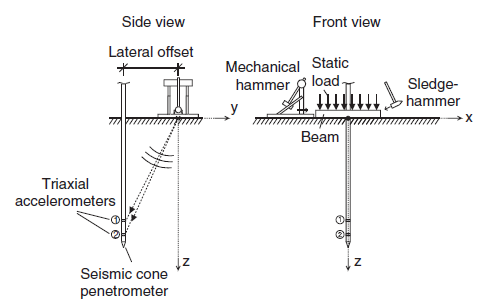 Side view
Front view
Lateral offset
Mechanical
hammer
Static
load
Sledge-
hammer
y
x
Beam
Triaxial
accelerometers
1
2
1
2
z
z
Seismic cone
penetrometer